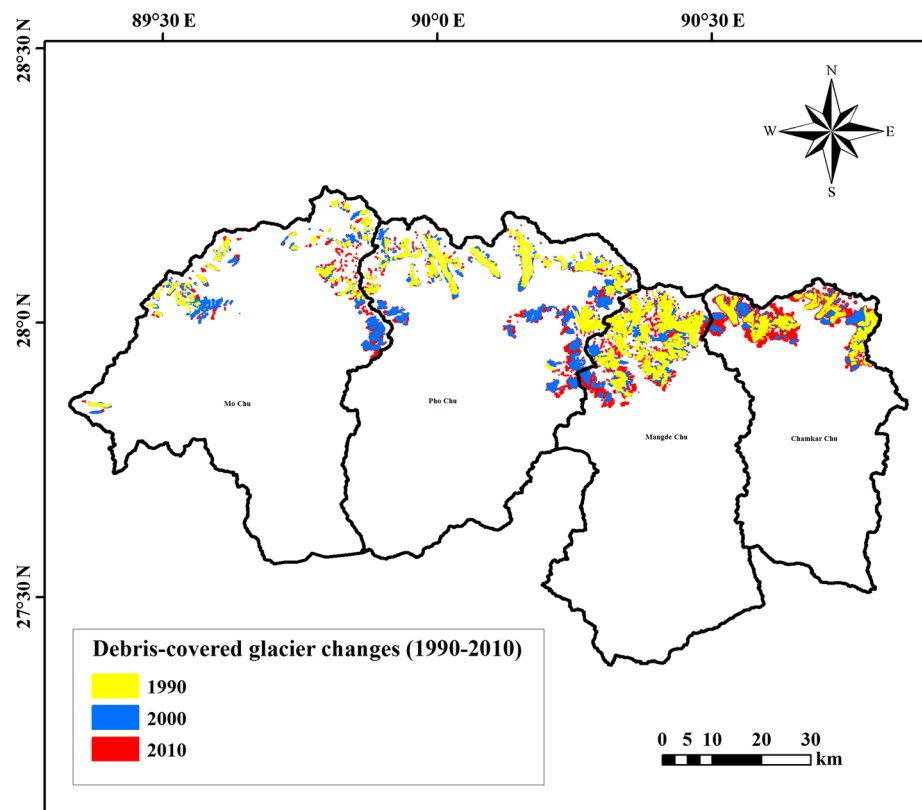 89°30 E 90°0 E 90°30 E
28°30 N
28°0 N
27°30 N
N
W E
S
Mo Chu
Pho Chu
Mangde Chu
Chamkar Chu
Debris-covered glacier changes (1990-2010)
1990
2000
2010
0 5 10 20 30
km